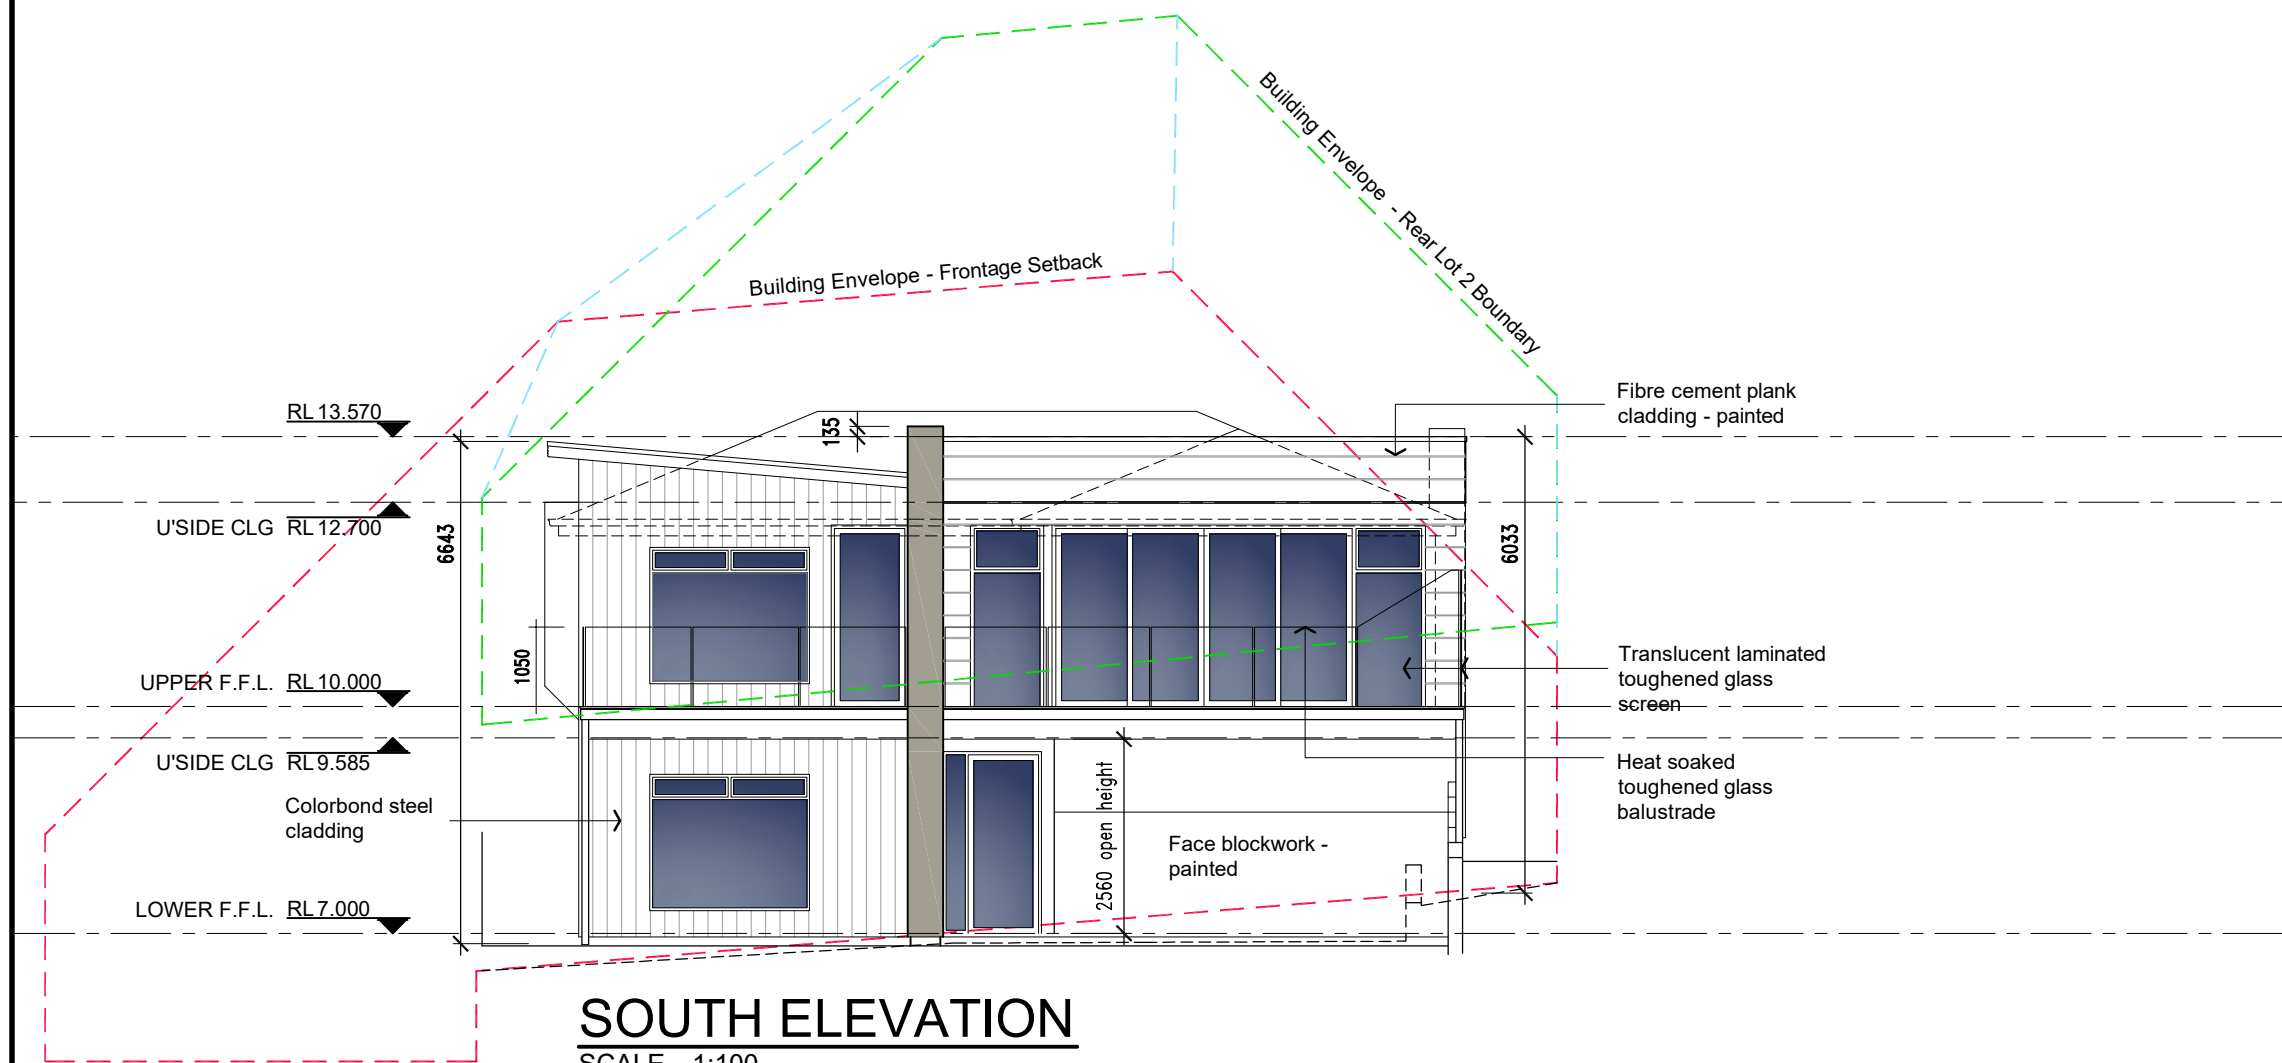 Building Envelope - Rear Lot 2 Boundary
Building Envelope - Frontage Setback
RL 13.570
135
Fibre cement plank
cladding - painted
U'SIDE CLG RL 12.700
6643
6033
1050
UPPER F.F.L. RL 10.000
Translucent laminated
toughened glass
screen
U'SIDE CLG RL 9.585
Heat soaked
toughened glass
balustrade
Colorbond steel
cladding
2560 open height
Face blockwork -
painted
LOWER F.F.L. RL 7.000
SOUTH ELEVATION
SCALE 1:100